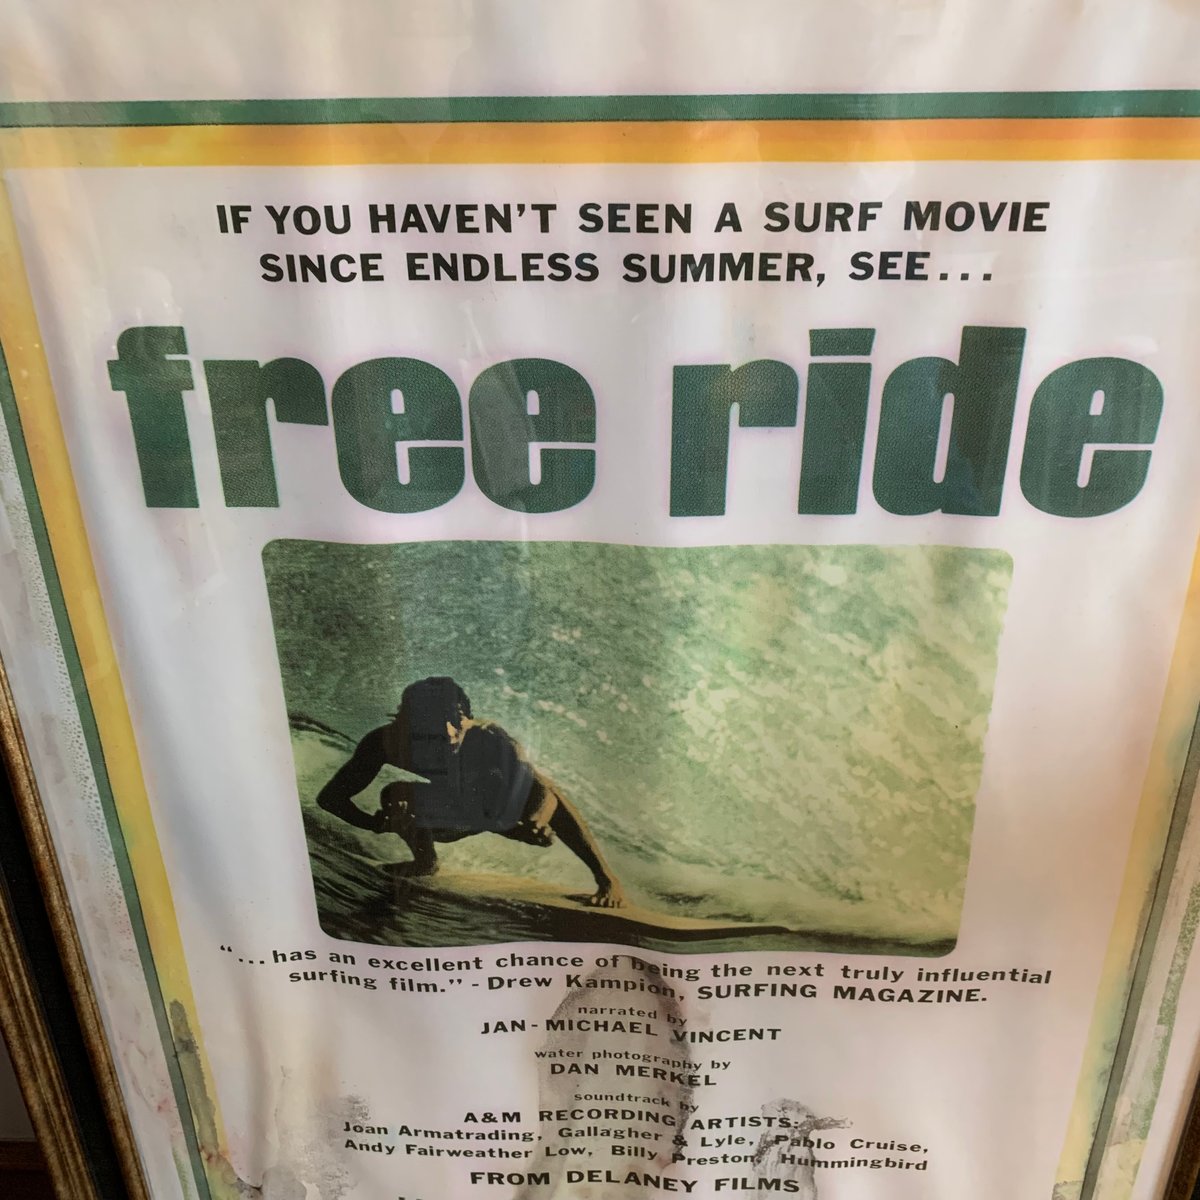 IF YOU HAVEN'T SEEN A SURF MOVIE
SINCE ENDLESS SUMMER, SEE...
free ride
"...has an excellent chance of being the next truly influential
surfing film." - Drew Kampion, SURFING MAGAZINE.
narrated by
JAN-MICHAEL VINCENT
water photography by
DAN MERKEL
soundtrack by
A&M RECORDING ARTISTS:
Joan Armatrading, Gallagher & Lyle, Pablo Cruise,
Andy Fairweather Low, Billy Preston, Hummingbird
FROM DELANEY FILMS